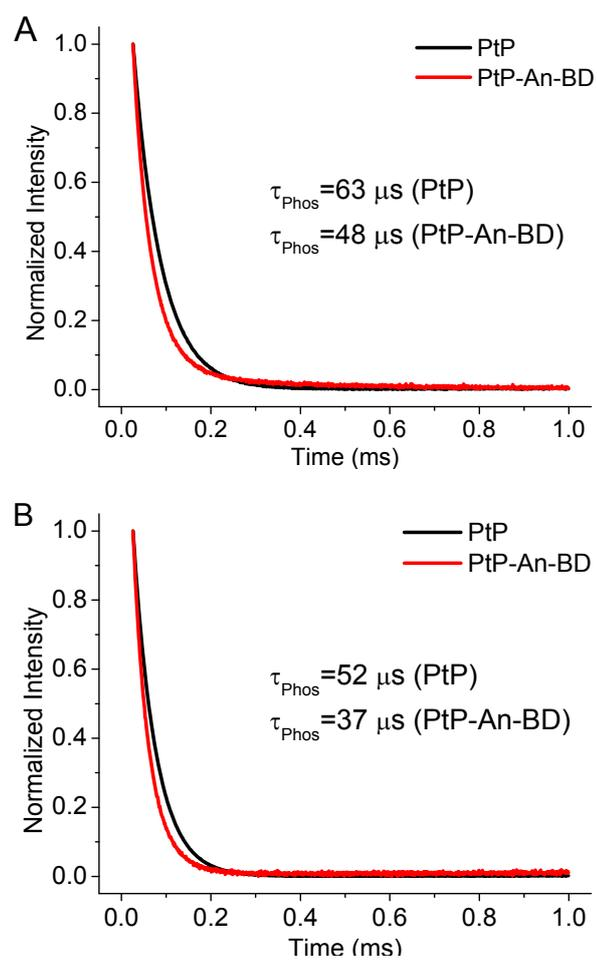 A
PtP
PtP-An-BD
1.0
0.8
0.6
0.4
0.2
0.0
Normalized Intensity
τPhos=63 μs (PtP)
τPhos=48 μs (PtP-An-BD)
0.0 0.2 0.4 0.6 0.8 1.0
Time (ms)
B
PtP
PtP-An-BD
1.0
0.8
0.6
0.4
0.2
0.0
Normalized Intensity
τPhos=52 μs (PtP)
τPhos=37 μs (PtP-An-BD)
0.0 0.2 0.4 0.6 0.8 1.0
Time (ms)